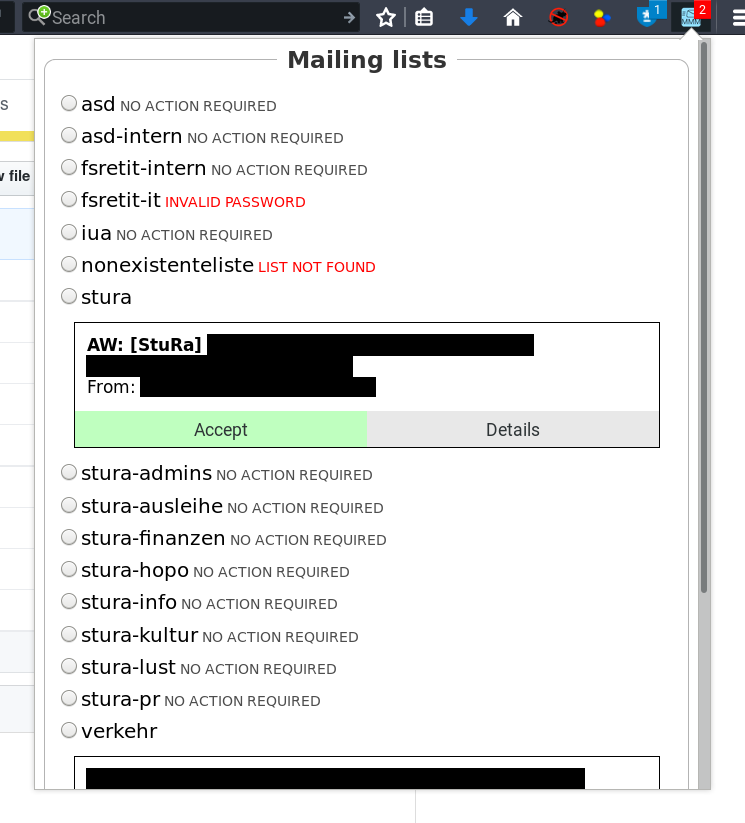 Search
1
2
MMM
s
w file
Mailing lists
asd NO ACTION REQUIRED
asd-intern NO ACTION REQUIRED
fsretit-intern NO ACTION REQUIRED
fsretit-it INVALID PASSWORD
iua NO ACTION REQUIRED
nonexistenteliste LIST NOT FOUND
stura
AW: [StuRa]
From:
Accept Details
stura-admins NO ACTION REQUIRED
stura-ausleihe NO ACTION REQUIRED
stura-finanzen NO ACTION REQUIRED
stura-hopo NO ACTION REQUIRED
stura-info NO ACTION REQUIRED
stura-kultur NO ACTION REQUIRED
stura-lust NO ACTION REQUIRED
stura-pr NO ACTION REQUIRED
verkehr